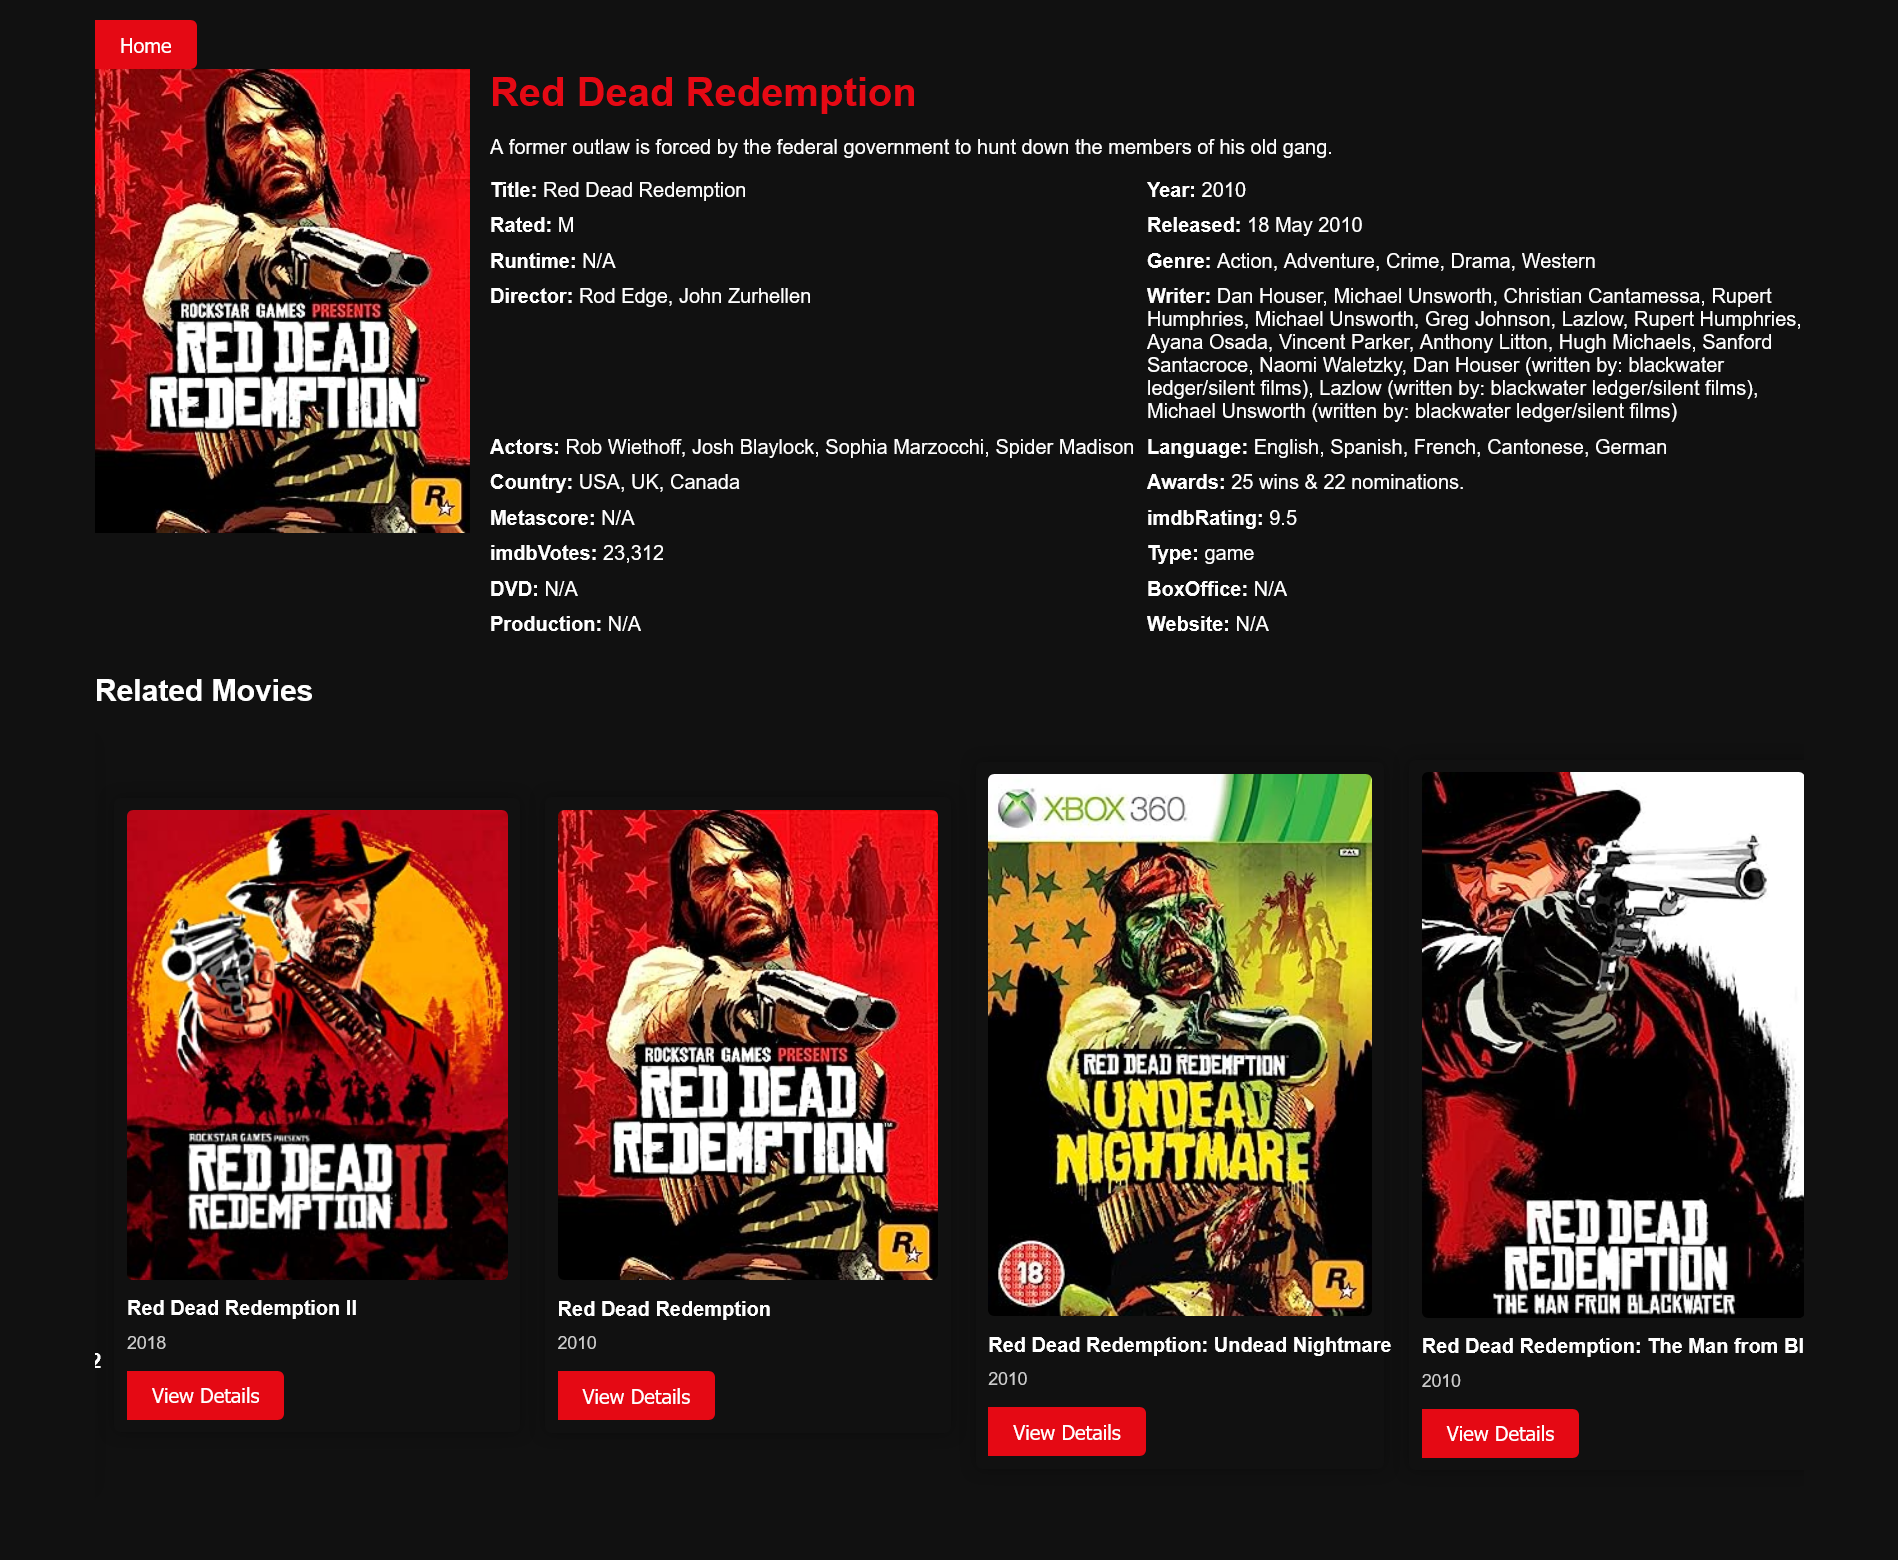 Home
Red Dead Redemption
A former outlaw is forced by the federal government to hunt down the members of his old gang.
Title: Red Dead Redemption
Year: 2010
Rated: M
Released: 18 May 2010
Runtime: N/A
Genre: Action, Adventure, Crime, Drama, Western
Director: Rod Edge, John Zurhellen
Writer: Dan Houser, Michael Unsworth, Christian Cantamessa, Rupert
Humphries, Michael Unsworth, Greg Johnson, Lazlow, Rupert Humphries,
Ayana Osada, Vincent Parker, Anthony Litton, Hugh Michaels, Sanford
Santacroce, Naomi Waletzky, Dan Houser (written by: blackwater
ledger/silent films), Lazlow (written by: blackwater ledger/silent films),
Michael Unsworth (written by: blackwater ledger/silent films)
Actors: Rob Wiethoff, Josh Blaylock, Sophia Marzocchi, Spider Madison
Language: English, Spanish, French, Cantonese, German
Country: USA, UK, Canada
Awards: 25 wins & 22 nominations.
Metascore: N/A
imdbRating: 9.5
imdbVotes: 23,312
Type: game
DVD: N/A
BoxOffice: N/A
Production: N/A
Website: N/A
ROCKSTAR GAMES PRESENTS
RED DEAD
REDEMPTION™
R
Related Movies
2
ROCKSTAR GAMES PRESENTS
RED DEAD
REDEMPTION II
Red Dead Redemption II
2018
View Details
ROCKSTAR GAMES PRESENTS
RED DEAD
REDEMPTION™
R
Red Dead Redemption
2010
View Details
XBOX 360
PAL
RED DEAD REDEMPTION
UNDEAD
NIGHTMARE
18
R
Red Dead Redemption: Undead Nightmare
2010
View Details
RED DEAD
REDEMPTION
THE MAN FROM BLACKWATER
Red Dead Redemption: The Man from Bl
2010
View Details